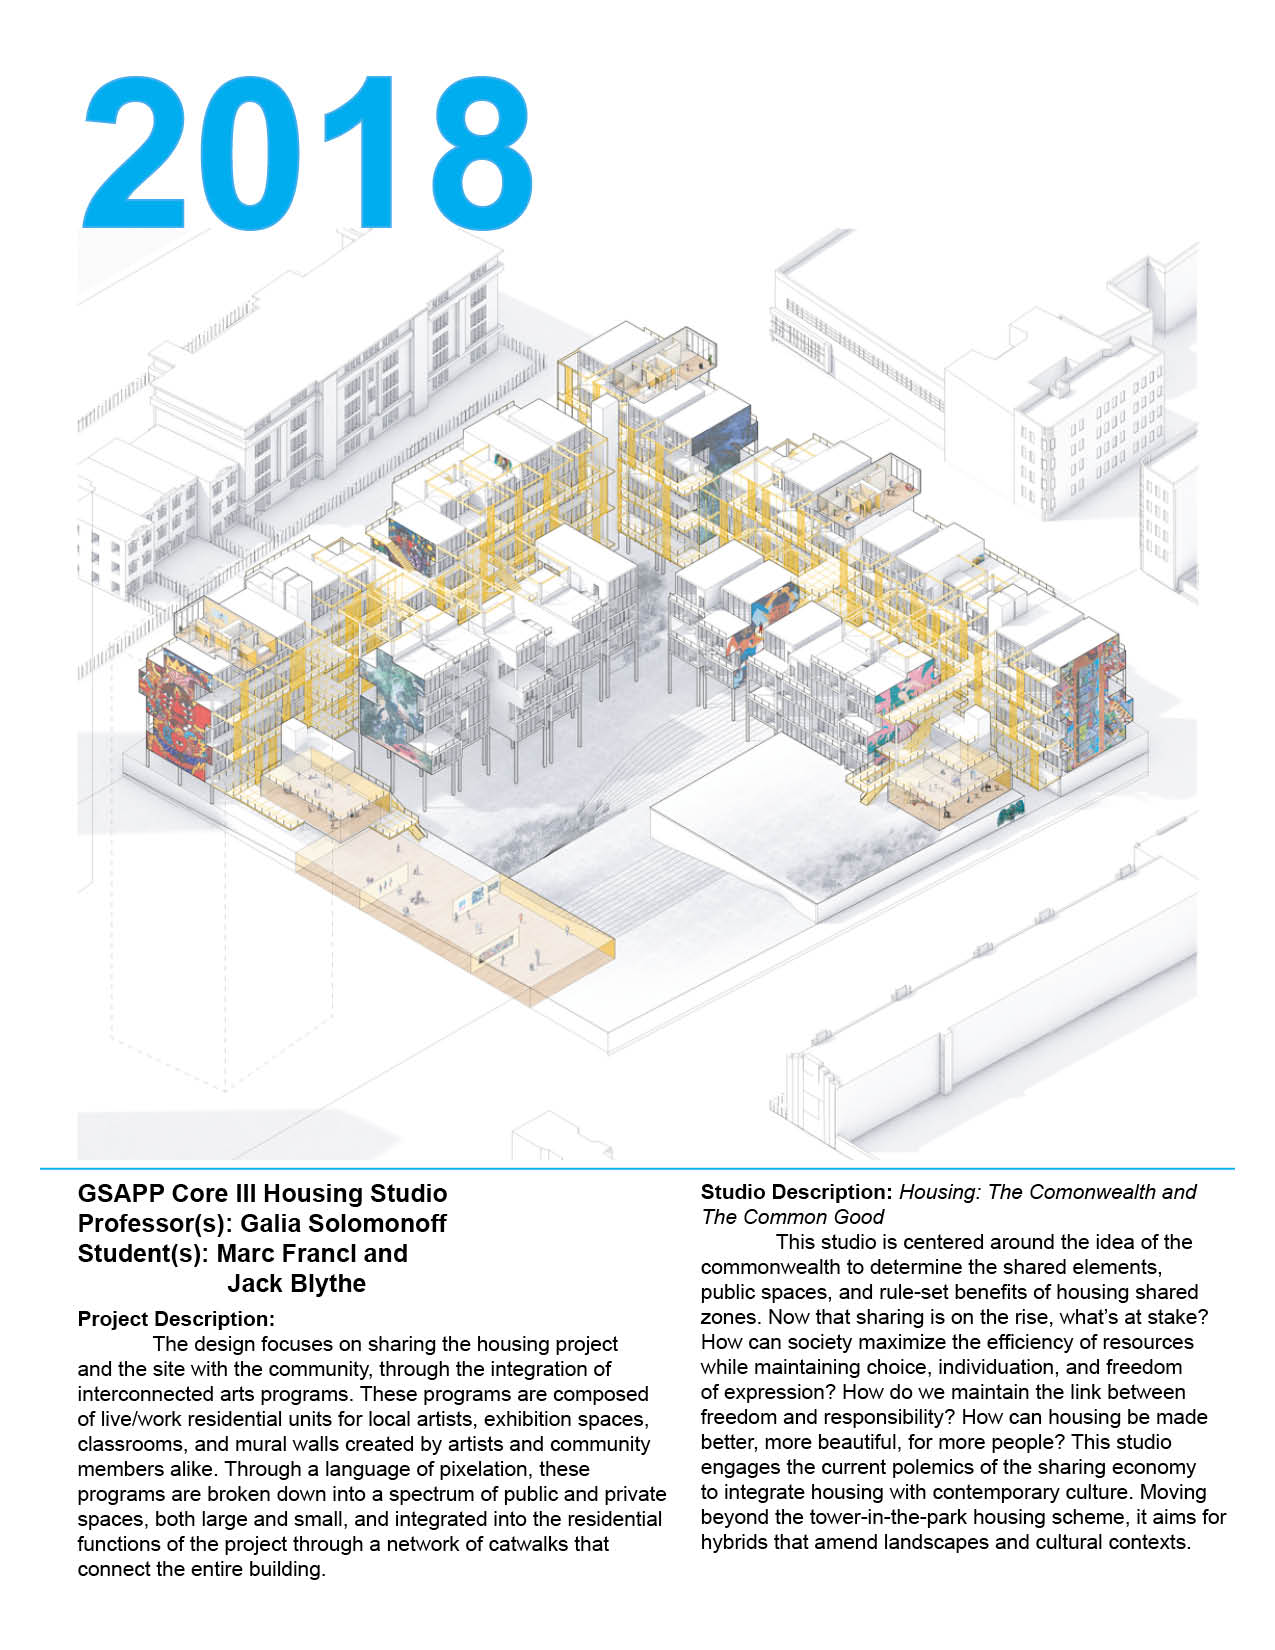 2018
GSAPP Core III Housing Studio
Professor(s): Galia Solomonoff
Student(s): Marc Francl and
Jack Blythe
Project Description:
The design focuses on sharing the housing project
and the site with the community, through the integration of
interconnected arts programs. These programs are composed
of live/work residential units for local artists, exhibition spaces,
classrooms, and mural walls created by artists and community
members alike. Through a language of pixelation, these
programs are broken down into a spectrum of public and private
spaces, both large and small, and integrated into the residential
functions of the project through a network of catwalks that
connect the entire building.
Studio Description: Housing: The Comonwealth and
The Common Good
This studio is centered around the idea of the
commonwealth to determine the shared elements,
public spaces, and rule-set benefits of housing shared
zones. Now that sharing is on the rise, what’s at stake?
How can society maximize the efficiency of resources
while maintaining choice, individuation, and freedom
of expression? How do we maintain the link between
freedom and responsibility? How can housing be made
better, more beautiful, for more people? This studio
engages the current polemics of the sharing economy
to integrate housing with contemporary culture. Moving
beyond the tower-in-the-park housing scheme, it aims for
hybrids that amend landscapes and cultural contexts.